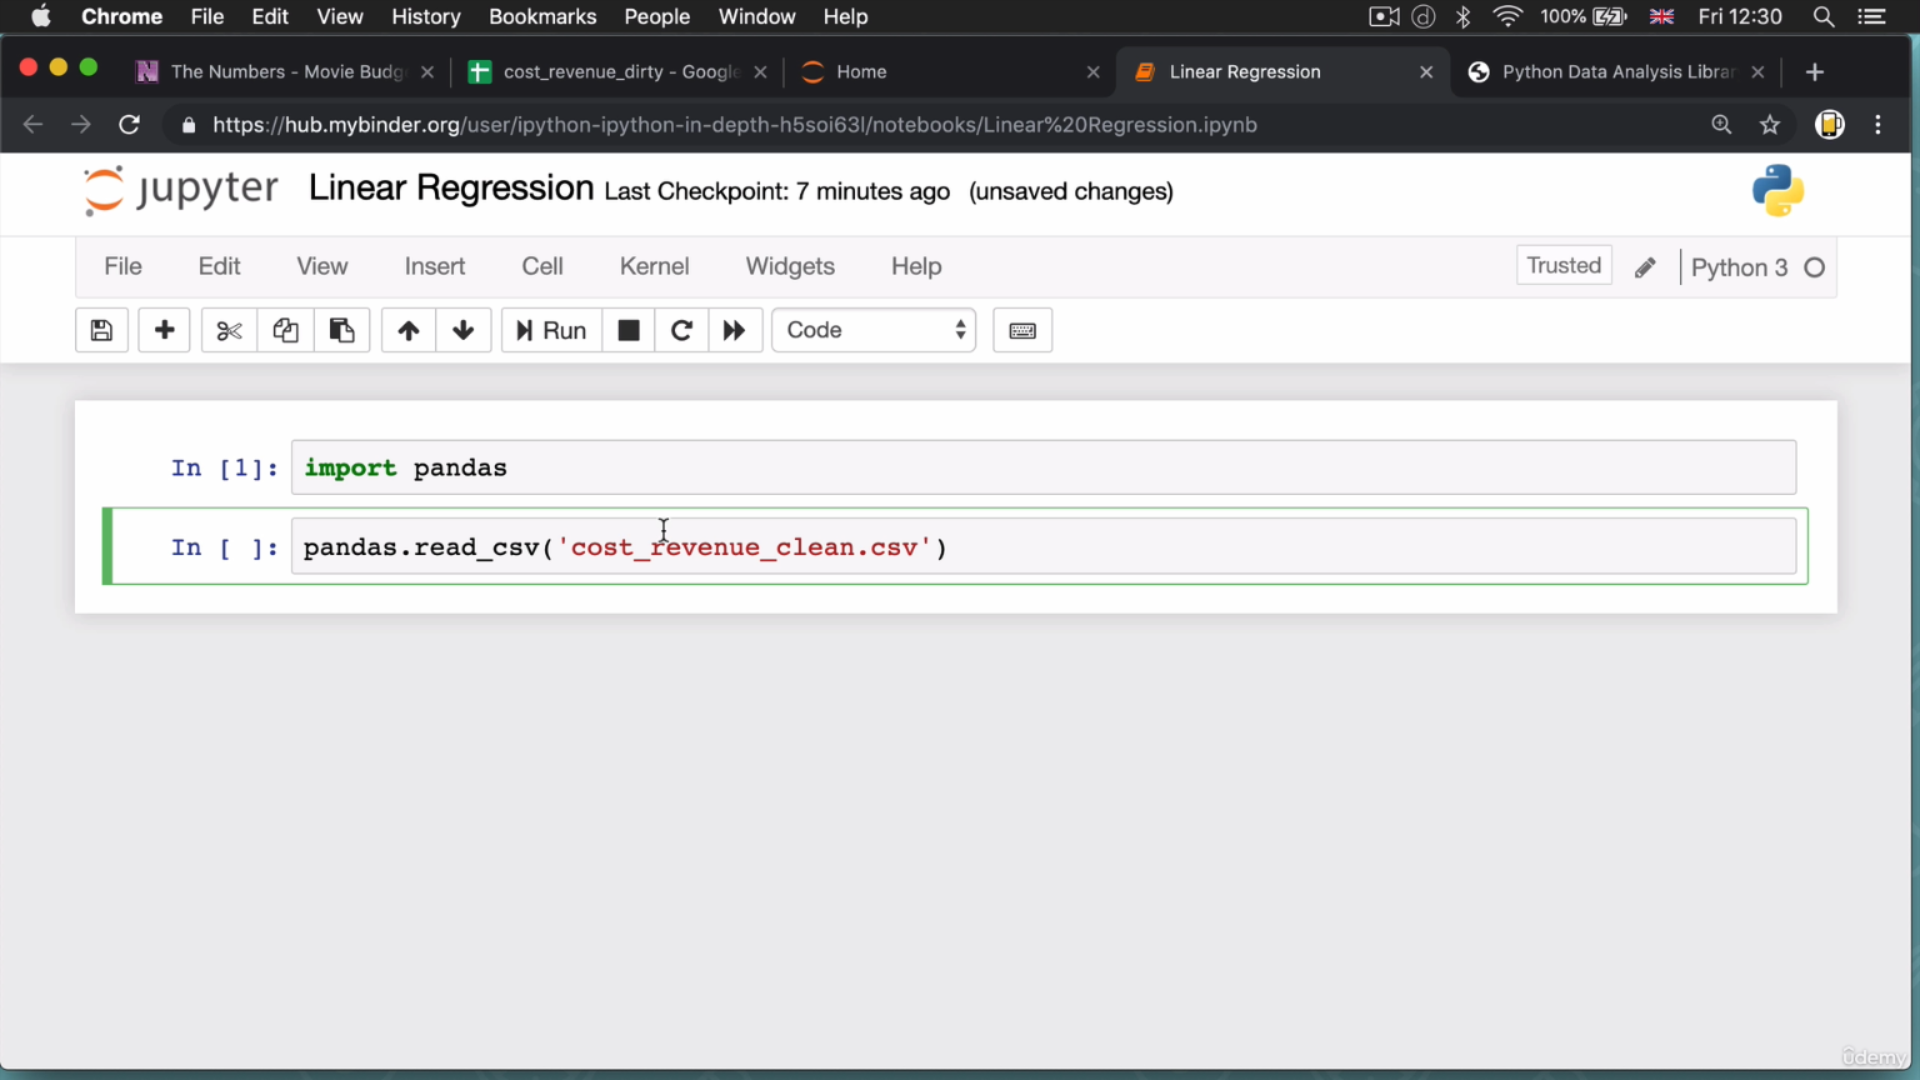 Chrome File Edit View History Bookmarks People Window Help 100% Fri 12:30
The Numbers - Movie Budg cost_revenue_dirty - Google Home Linear Regression Python Data Analysis Librar
https://hub.mybinder.org/user/ipython-ipython-in-depth-h5soi63l/notebooks/Linear%20Regression.ipynb
jupyter Linear Regression Last Checkpoint: 7 minutes ago (unsaved changes)
File Edit View Insert Cell Kernel Widgets Help Trusted Python 3
Run Code
In [1]: import pandas
In [ ]: pandas.read_csv('cost_revenue_clean.csv')
ûdemy